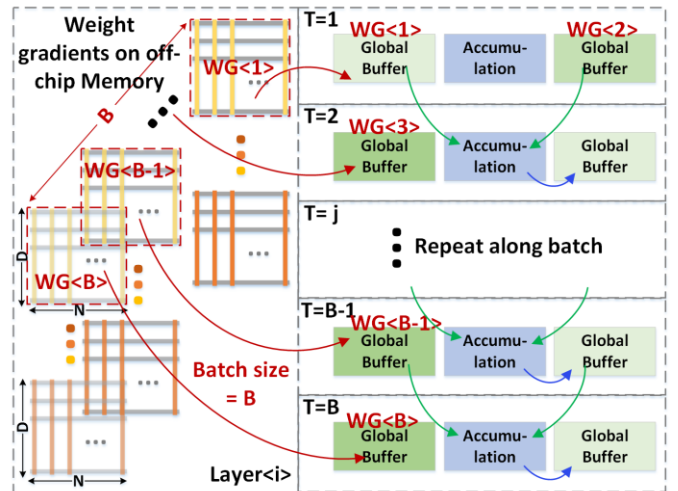 Weight
gradients on off-
chip Memory
B
WG<1>
WG<B-1>
D
WG<B>
N
Batch size
= B
D
N
Layer<i>
T=1
WG<1>
Global
Buffer
Accumu-
lation
WG<2>
Global
Buffer
T=2
WG<3>
Global
Buffer
Accumu-
lation
Global
Buffer
T= j
Repeat along batch
T=B-1
WG<B-1>
Global
Buffer
Accumu-
lation
Global
Buffer
T=B
WG<B>
Global
Buffer
Accumu-
lation
Global
Buffer